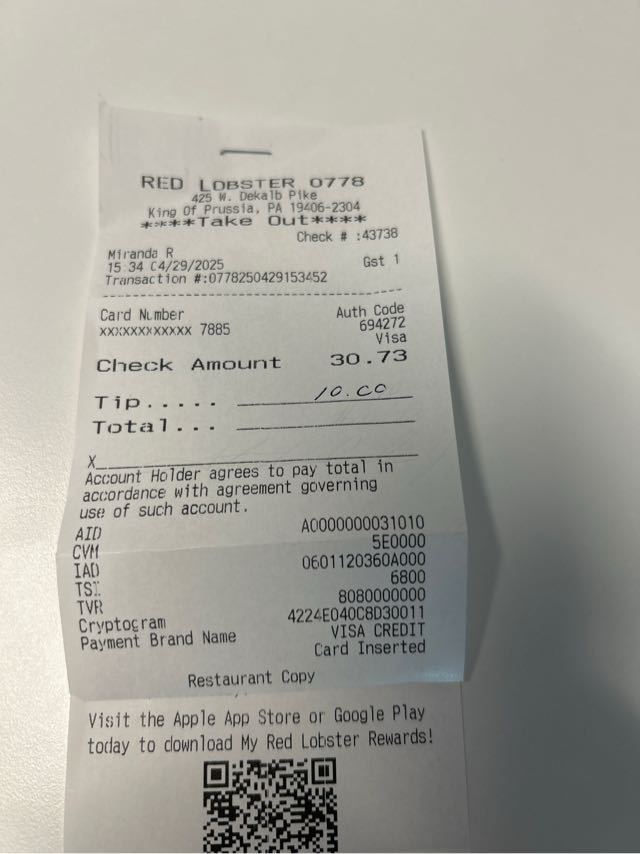 RED LOBSTER 0778
425 W. Dekalb Pike
King Of Prussia, PA 19406-2304
****Take Out****
Check # :43738
Miranda R
15:34 04/29/2025 Gst 1
Transaction #:0778250429153452
Card Number Auth Code
XXXXXXXXXXXX 7885 694272
Visa
Check Amount 30.73
Tip..... 10.00
Total...
X
Account Holder agrees to pay total in
accordance with agreement governing
use of such account.
AID A0000000031010
CVM 5E0000
IAD 0601120360A000
TSI 6800
TVR 8080000000
Cryptogram 4224E040C8D30011
Payment Brand Name VISA CREDIT
Card Inserted
Restaurant Copy
Visit the Apple App Store or Google Play
today to download My Red Lobster Rewards!